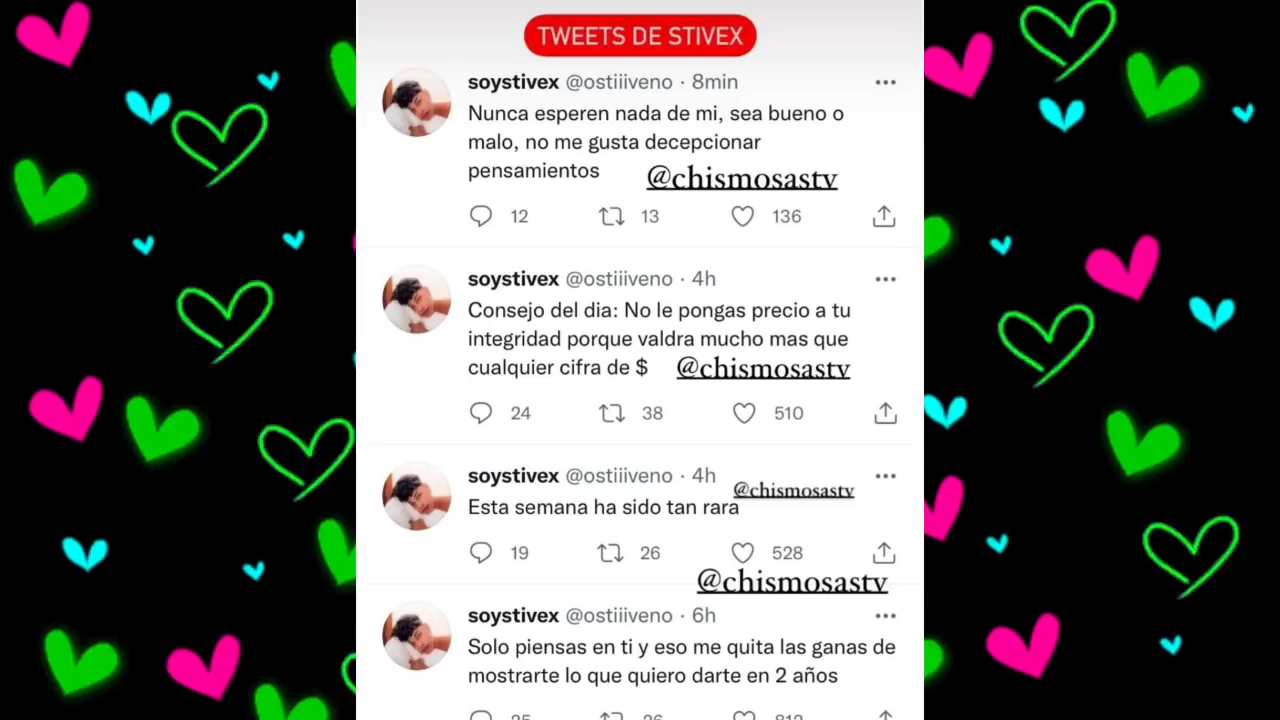 TWEETS DE STIVEX
soystivex @ostiiiveno · 8min
Nunca esperen nada de mi, sea bueno o
malo, no me gusta decepcionar
pensamientos @chismosastv
12 13 136
soystivex @ostiiiveno · 4h
Consejo del dia: No le pongas precio a tu
integridad porque valdra mucho mas que
cualquier cifra de $ @chismosastv
24 38 510
soystivex @ostiiiveno · 4h
@chismosastv
Esta semana ha sido tan rara
19 26 528
@chismosastv
soystivex @ostiiiveno · 6h
Solo piensas en ti y eso me quita las ganas de
mostrarte lo que quiero darte en 2 años